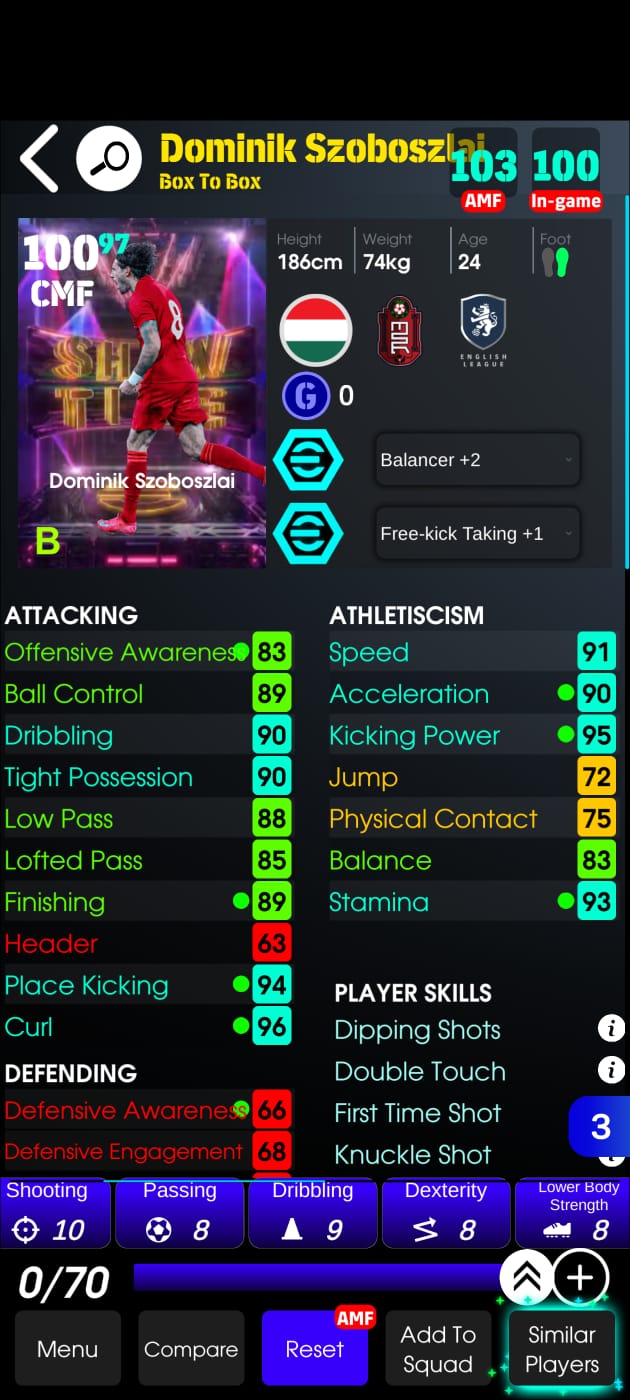 Dominik Szoboszlai
Box To Box
103
AMF
100
In-game
100 97
CMF
SHOW
TIME
8
Dominik Szoboszlai
B
Height
186cm
Weight
74kg
Age
24
Foot
ENGLISH
LEAGUE
G 0
Balancer +2
Free-kick Taking +1
ATTACKING
Offensive Awareness 83
Ball Control 89
Dribbling 90
Tight Possession 90
Low Pass 88
Lofted Pass 85
Finishing 89
Header 63
Place Kicking 94
Curl 96
DEFENDING
Defensive Awareness 66
Defensive Engagement 68
ATHLETISCISM
Speed 91
Acceleration 90
Kicking Power 95
Jump 72
Physical Contact 75
Balance 83
Stamina 93
PLAYER SKILLS
Dipping Shots i
Double Touch i
First Time Shot
Knuckle Shot
3
Shooting
10
Passing
8
Dribbling
9
Dexterity
8
Lower Body
Strength
8
0/70
Menu
Compare
AMF
Reset
Add To
Squad
Similar
Players